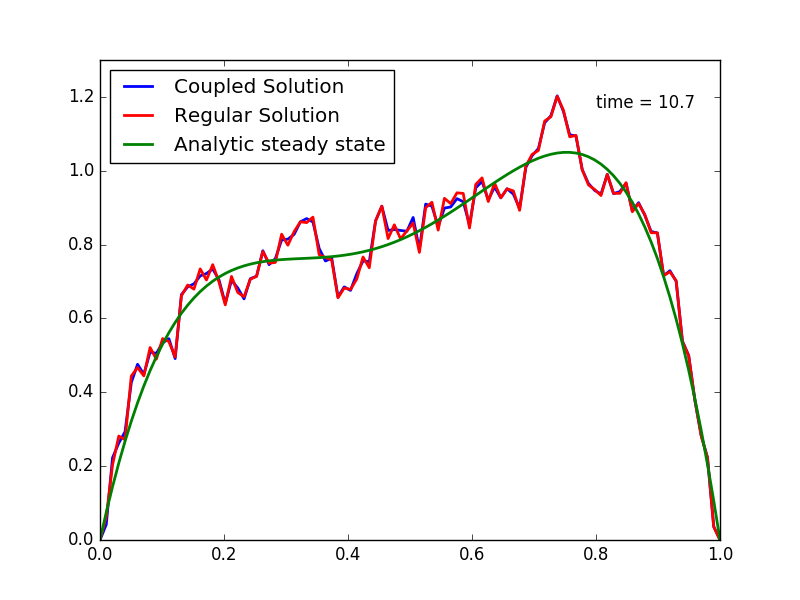 Coupled Solution
Regular Solution
Analytic steady state
time = 10.7
1.2
1.0
0.8
0.6
0.4
0.2
0.0
0.0 0.2 0.4 0.6 0.8 1.0